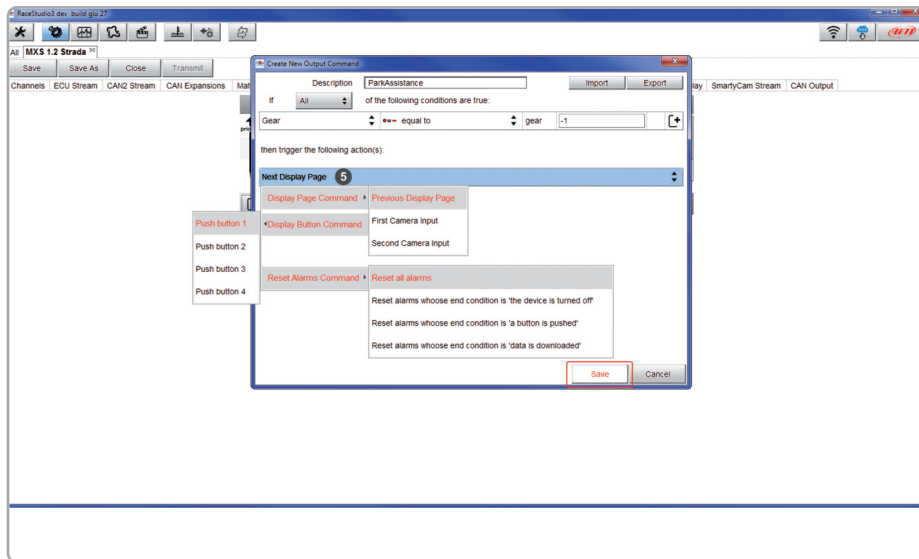 RaceStudio3 dev build giu 27
All MXS 1.2 Strada
Save Save As Close Transmit
Channels ECU Stream CAN2 Stream CAN Expansions SmartyCam Stream CAN Output
Create New Output Command
Description ParkAssistance Import Export
If All of the following conditions are true:
Gear equal to gear -1
then trigger the following action(s):
Next Display Page 5
Display Page Command Previous Display Page
Push button 1 Display Button Command First Camera Input
Push button 2 Second Camera Input
Push button 3 Reset Alarms Command Reset all alarms
Push button 4 Reset alarms whoose end condition is 'the device is turned off'
Reset alarms whoose end condition is 'a button is pushed'
Reset alarms whoose end condition is 'data is downloaded'
Save Cancel